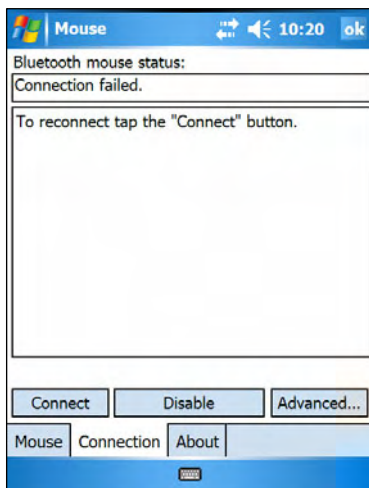 Mouse 10:20 ok
Bluetooth mouse status:
Connection failed.
To reconnect tap the "Connect" button.
Connect Disable Advanced...
Mouse Connection About